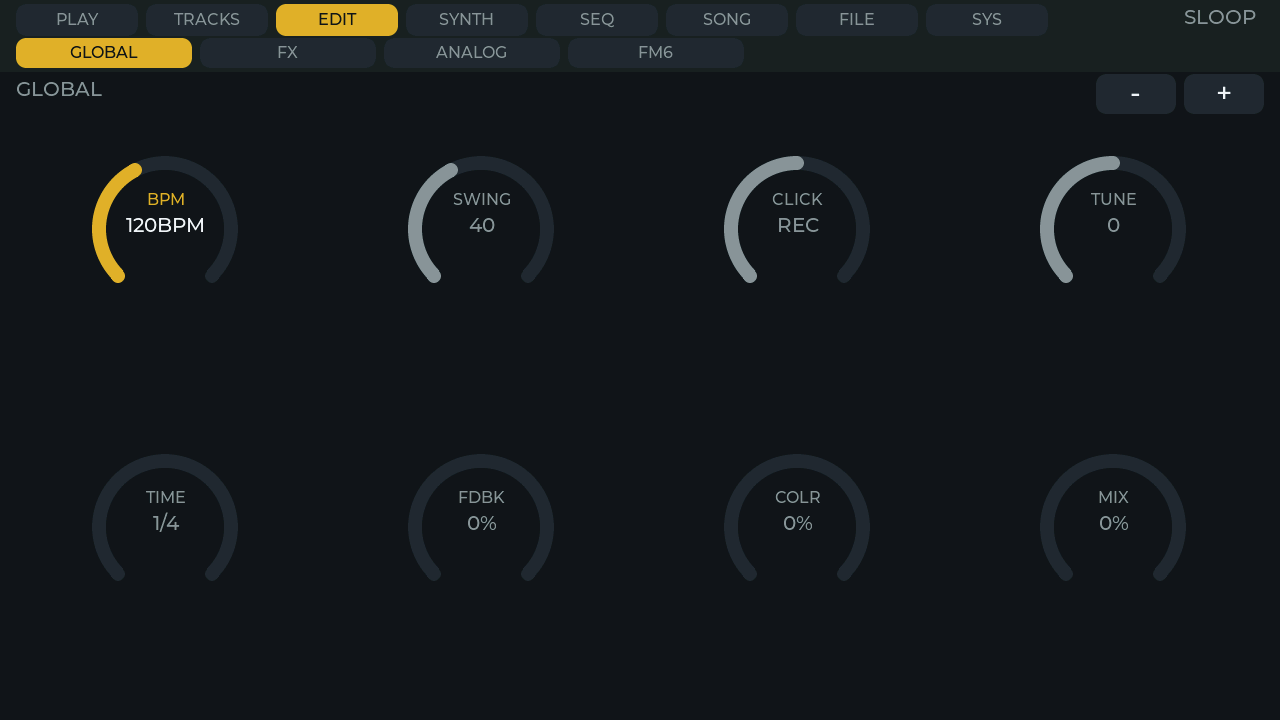 PLAY TRACKS EDIT SYNTH SEQ SONG FILE SYS SLOOP
GLOBAL FX ANALOG FM6
GLOBAL - +
BPM SWING CLICK TUNE
120BPM 40 REC 0
TIME FDBK COLR MIX
1/4 0% 0% 0%